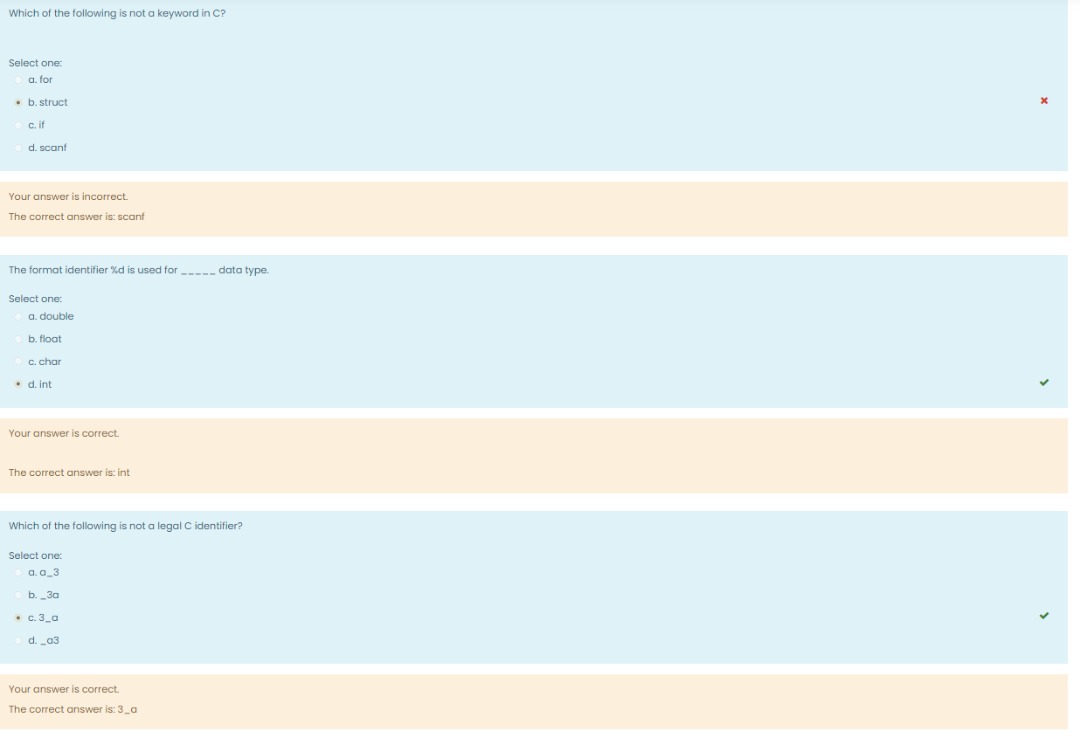 Which of the following is not a keyword in C?
Select one:
a. for
b. struct
c. if
d. scanf
Your answer is incorrect.
The correct answer is: scanf
The format identifier %d is used for _____ data type.
Select one:
a. double
b. float
c. char
d. int
Your answer is correct.
The correct answer is: int
Which of the following is not a legal C identifier?
Select one:
a. a_3
b. _3a
c. 3_a
d. _a3
Your answer is correct.
The correct answer is: 3_a